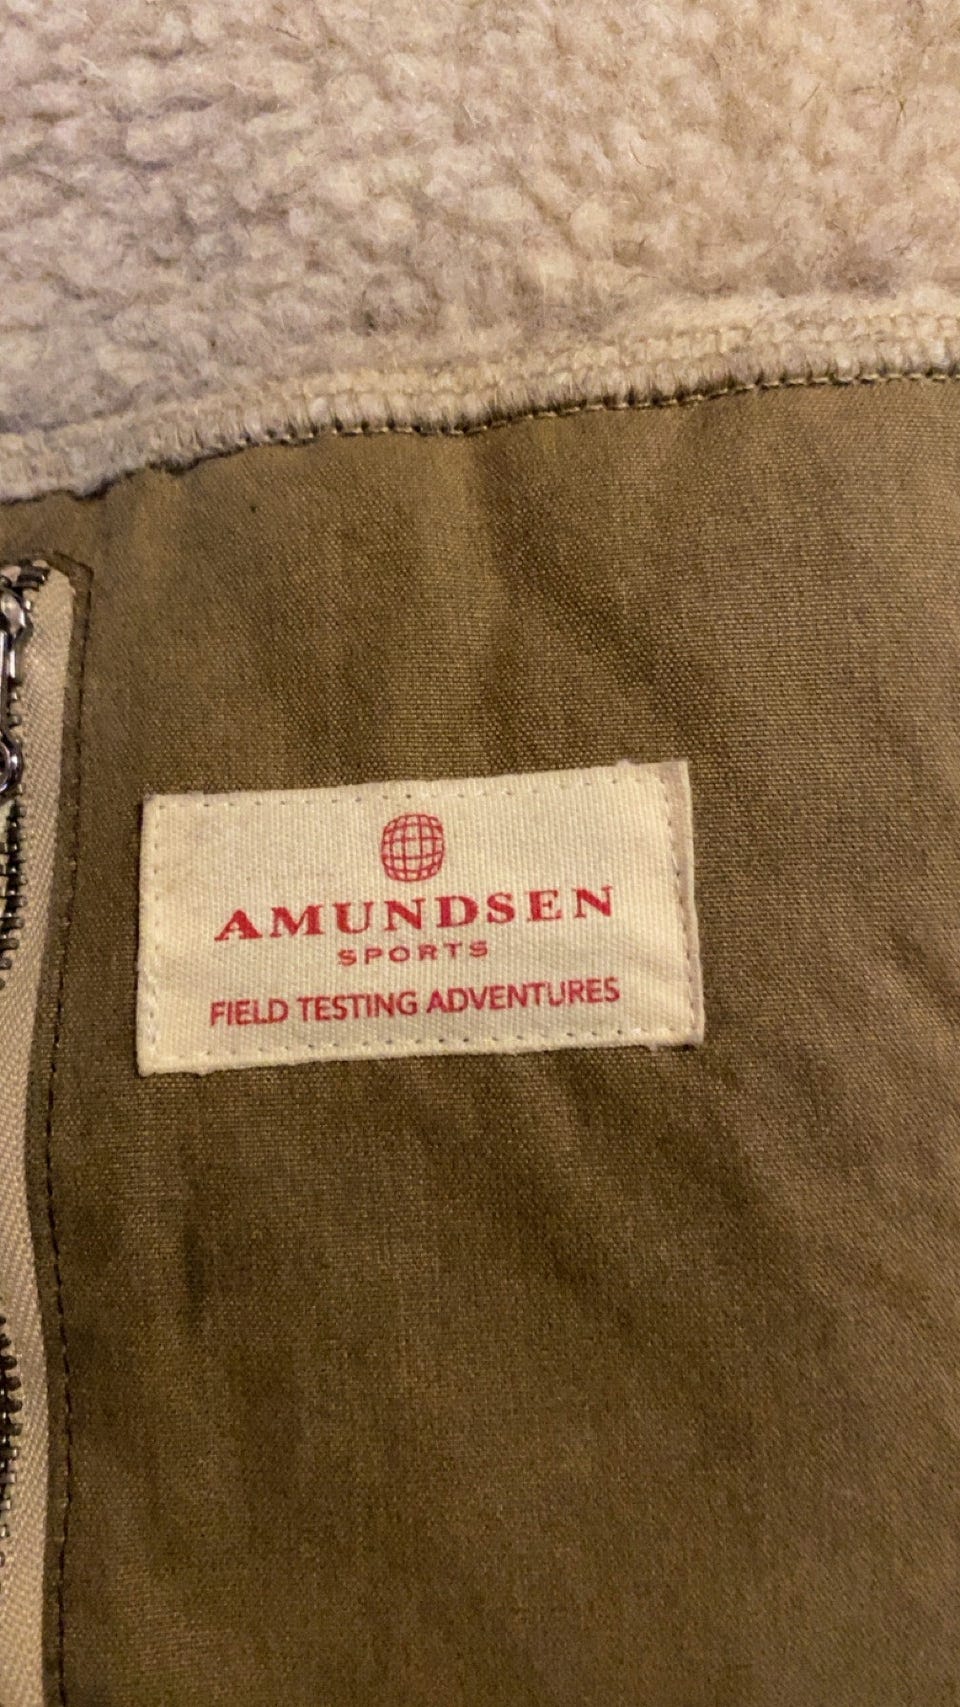 AMUNDSEN
SPORTS
FIELD TESTING ADVENTURES